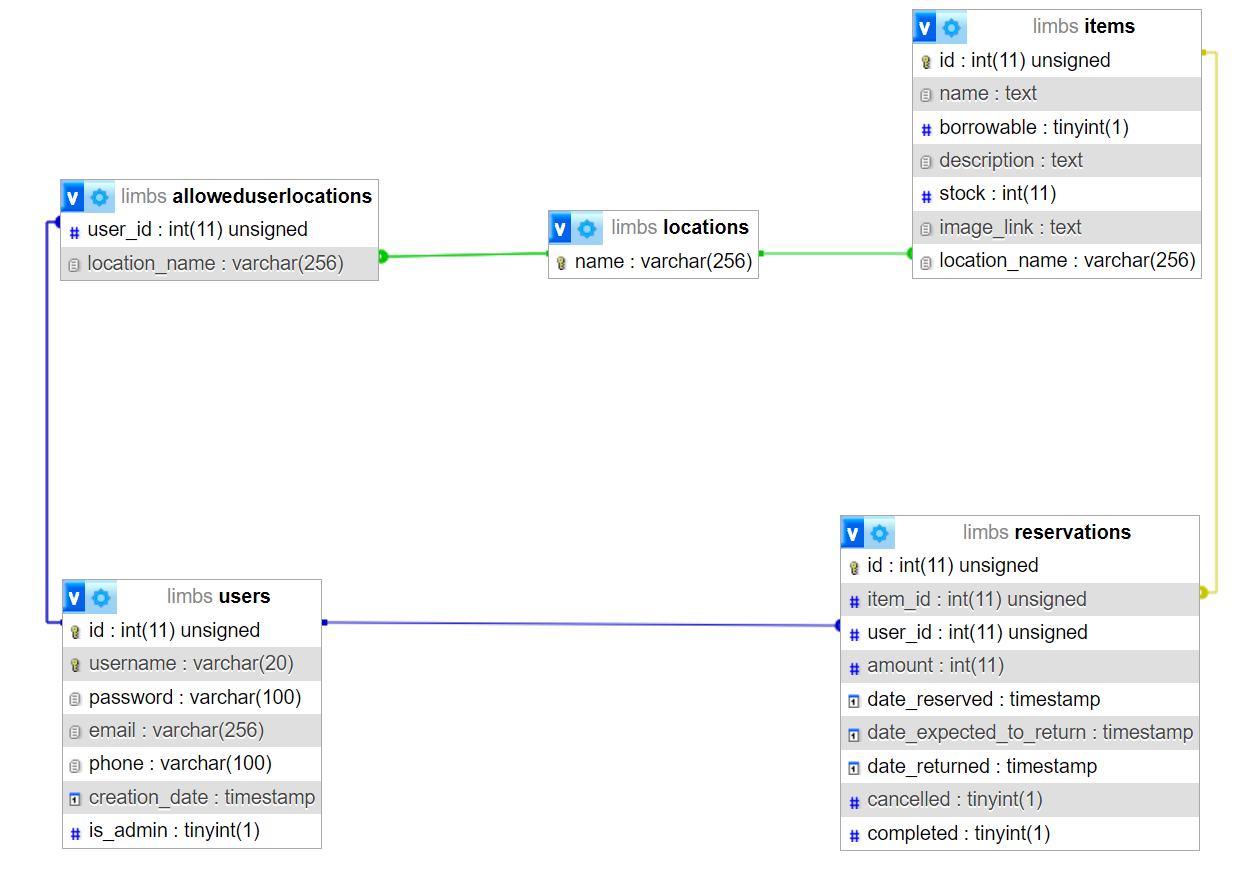 v limbs items
id : int(11) unsigned
name : text
# borrowable : tinyint(1)
description : text
# stock : int(11)
image_link : text
location_name : varchar(256)
v limbs alloweduserlocations
# user_id : int(11) unsigned
location_name : varchar(256)
v limbs locations
name : varchar(256)
v limbs users
id : int(11) unsigned
username : varchar(20)
password : varchar(100)
email : varchar(256)
phone : varchar(100)
1 creation_date : timestamp
# is_admin : tinyint(1)
v limbs reservations
id : int(11) unsigned
# item_id : int(11) unsigned
# user_id : int(11) unsigned
# amount : int(11)
1 date_reserved : timestamp
1 date_expected_to_return : timestamp
1 date_returned : timestamp
# cancelled : tinyint(1)
# completed : tinyint(1)